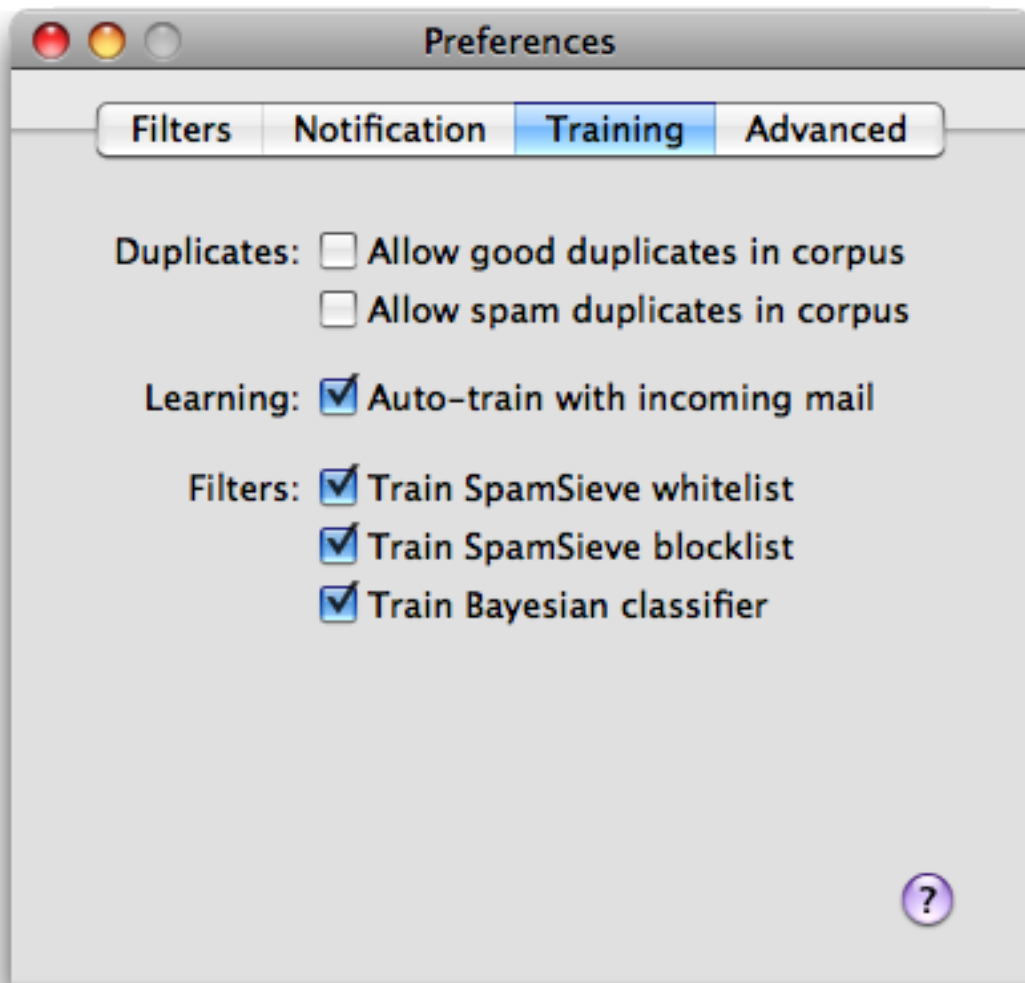 Preferences
Filters Notification Training Advanced
Duplicates: Allow good duplicates in corpus
Allow spam duplicates in corpus
Learning: Auto-train with incoming mail
Filters: Train SpamSieve whitelist
Train SpamSieve blocklist
Train Bayesian classifier
?